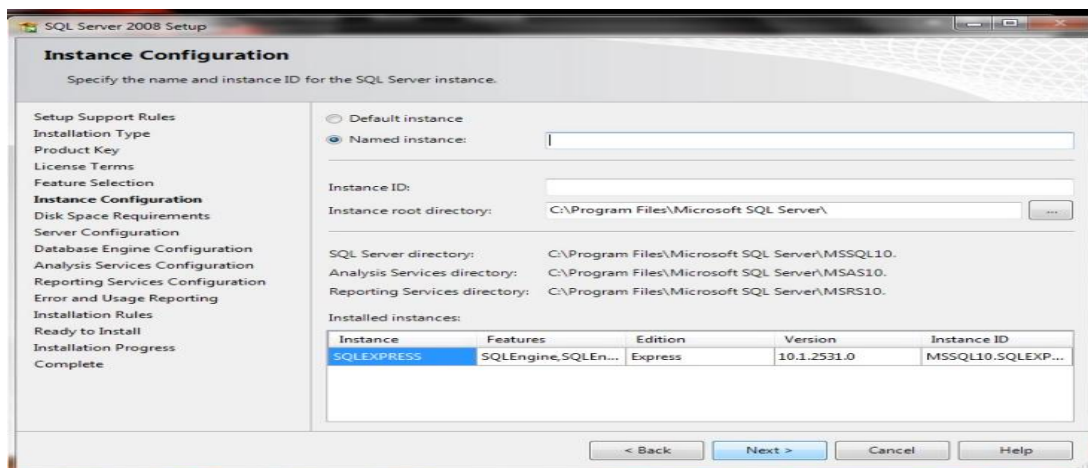 SQL Server 2008 Setup
Instance Configuration
Specify the name and instance ID for the SQL Server instance.
Setup Support Rules
Installation Type
Product Key
License Terms
Feature Selection
Instance Configuration
Disk Space Requirements
Server Configuration
Database Engine Configuration
Analysis Services Configuration
Reporting Services Configuration
Error and Usage Reporting
Installation Rules
Ready to Install
Installation Progress
Complete
Default instance
Named instance:
Instance ID:
Instance root directory: C:\Program Files\Microsoft SQL Server\ ...
SQL Server directory: C:\Program Files\Microsoft SQL Server\MSSQL10.
Analysis Services directory: C:\Program Files\Microsoft SQL Server\MSAS10.
Reporting Services directory: C:\Program Files\Microsoft SQL Server\MSRS10.
Installed instances:
Instance Features Edition Version Instance ID
SQLEXPRESS SQLEngine,SQLEn... Express 10.1.2531.0 MSSQL10.SQLEXP...
< Back Next > Cancel Help